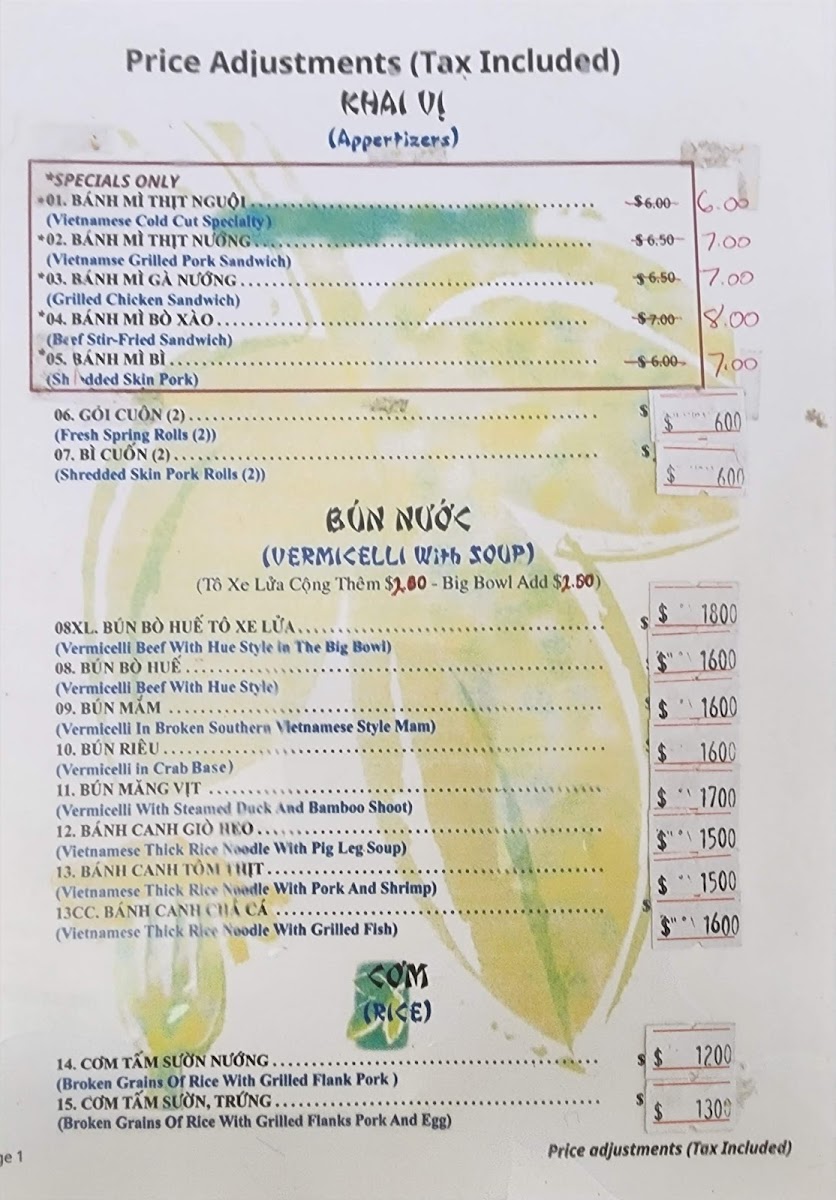 Price Adjustments (Tax Included)
KHAI VỊ
(Appertizers)
*SPECIALS ONLY
*01. BÁNH MÌ THỊT NGUỘI ........ $6.00 6.00
(Vietnamese Cold Cut Specialty)
*02. BÁNH MÌ THỊT NƯỚNG ........ $6.50 7.00
(Vietnamse Grilled Pork Sandwich)
*03. BÁNH MÌ GÀ NƯỚNG ........ $6.50 7.00
(Grilled Chicken Sandwich)
*04. BÁNH MÌ BÒ XÀO ........ $7.00 8.00
(Beef Stir-Fried Sandwich)
*05. BÁNH MÌ BÌ ........ $6.00 7.00
(Sh dded Skin Pork)
06. GỎI CUỐN (2) ........ $ $ 600
(Fresh Spring Rolls (2))
07. BÌ CUỐN (2) ........ $ $ 600
(Shredded Skin Pork Rolls (2))
BÚN NƯỚC
(VERMICELLI With SOUP)
(Tô Xe Lửa Cộng Thêm $2.00 - Big Bowl Add $2.50)
08XL. BÚN BÒ HUẾ TÔ XE LỬA ........ $ $ 1800
(Vermicelli Beef With Hue Style in The Big Bowl)
08. BÚN BÒ HUẾ ........ $ 1600
(Vermicelli Beef With Hue Style)
09. BÚN MẮM ........ $ 1600
(Vermicelli In Broken Southern Vietnamese Style Mam)
10. BÚN RIÊU ........ $ 1600
(Vermicelli in Crab Base)
11. BÚN MĂNG VỊT ........ $ 1700
(Vermicelli With Steamed Duck And Bamboo Shoot)
12. BÁNH CANH GIÒ HEO ........ $ 1500
(Vietnamese Thick Rice Noodle With Pig Leg Soup)
13. BÁNH CANH TÔM THỊT ........ $ 1500
(Vietnamese Thick Rice Noodle With Pork And Shrimp)
13CC. BÁNH CANH CHẢ CÁ ........ $ $ 1600
(Vietnamese Thick Rice Noodle With Grilled Fish)
CƠM
(RICE)
14. CƠM TẤM SƯỜN NƯỚNG ........ $ $ 1200
(Broken Grains Of Rice With Grilled Flank Pork )
15. CƠM TẤM SƯỜN, TRỨNG ........ $ $ 1300
(Broken Grains Of Rice With Grilled Flanks Pork And Egg)
ge 1 Price adjustments (Tax Included)